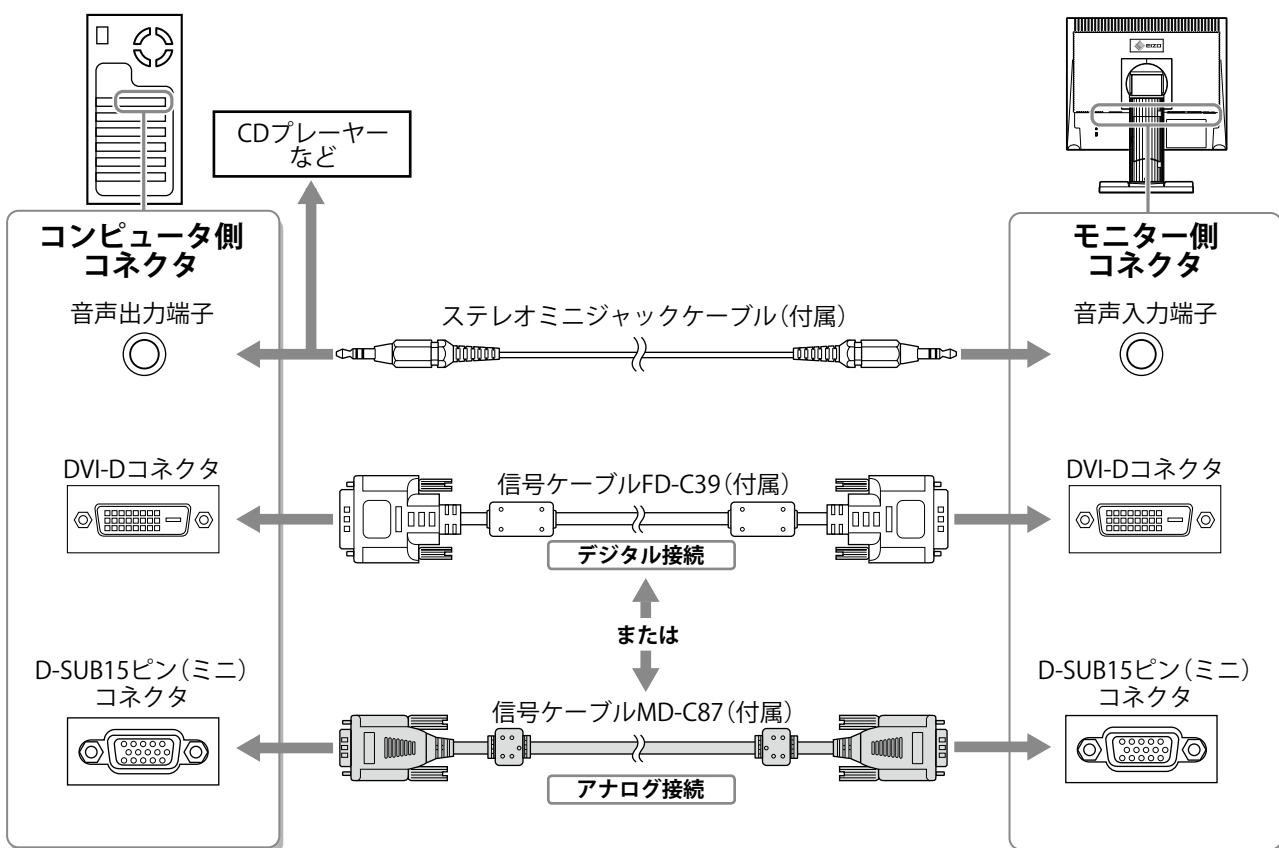 EIZO
CDプレーヤー
など
コンピュータ側
コネクタ
モニター側
コネクタ
音声出力端子
ステレオミニジャックケーブル（付属）
音声入力端子
DVI-Dコネクタ
信号ケーブルFD-C39（付属）
DVI-Dコネクタ
デジタル接続
または
D-SUB15ピン（ミニ）
コネクタ
信号ケーブルMD-C87（付属）
D-SUB15ピン（ミニ）
コネクタ
アナログ接続